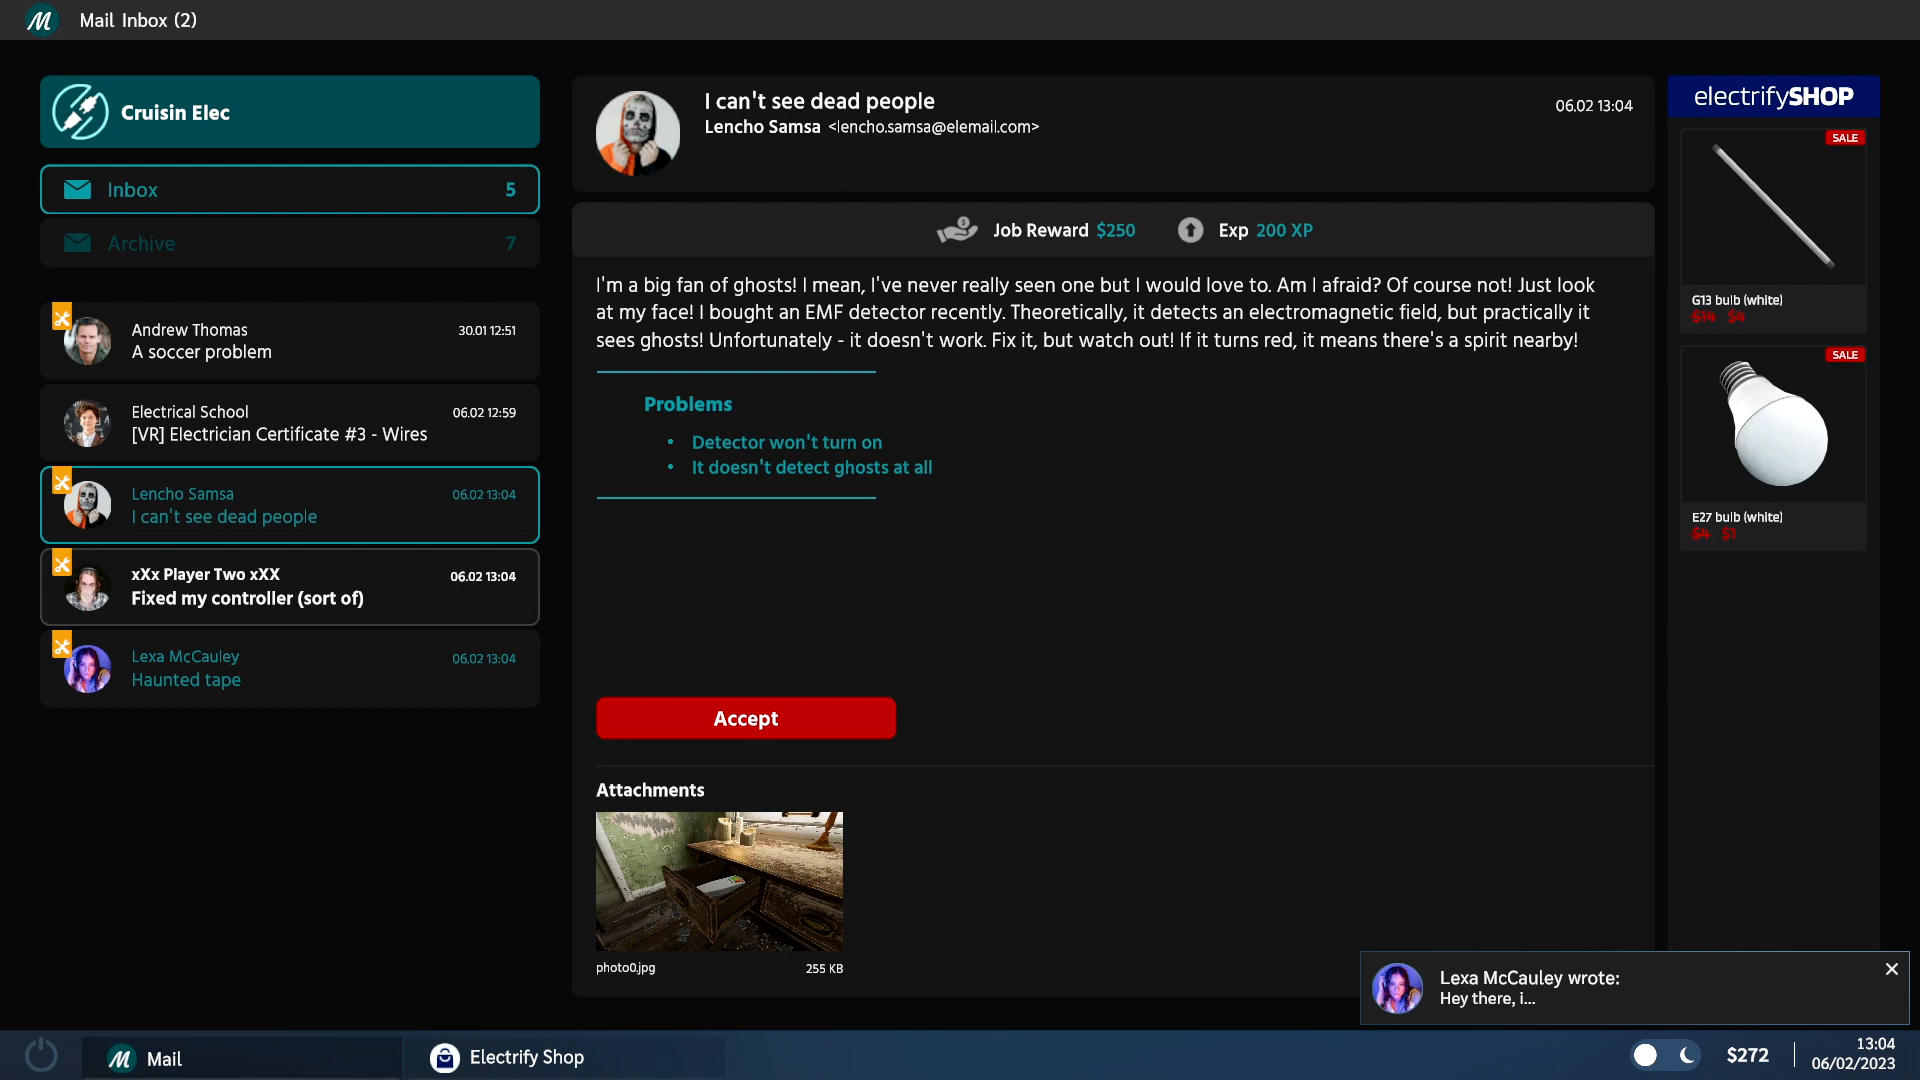 Mail Inbox (2)
Cruisin Elec
Inbox 5
Archive 7
Andrew Thomas 30.01 12:51
A soccer problem
Electrical School 06.02 12:59
[VR] Electrician Certificate #3 - Wires
Lencho Samsa 06.02 13:04
I can't see dead people
xXx Player Two xXX 06.02 13:04
Fixed my controller (sort of)
Lexa McCauley 06.02 13:04
Haunted tape
I can't see dead people 06.02 13:04
Lencho Samsa <lencho.samsa@elemail.com>
Job Reward $250 Exp 200 XP
I'm a big fan of ghosts! I mean, I've never really seen one but I would love to. Am I afraid? Of course not! Just look
at my face! I bought an EMF detector recently. Theoretically, it detects an electromagnetic field, but practically it
sees ghosts! Unfortunately - it doesn't work. Fix it, but watch out! If it turns red, it means there's a spirit nearby!
Problems
• Detector won't turn on
• It doesn't detect ghosts at all
Accept
Attachments
photo0.jpg 255 KB
electrifySHOP
SALE
G13 bulb (white)
$14 $4
SALE
E27 bulb (white)
$4 $1
Lexa McCauley wrote:
Hey there, i...
Mail
Electrify Shop
$272
13:04
06/02/2023